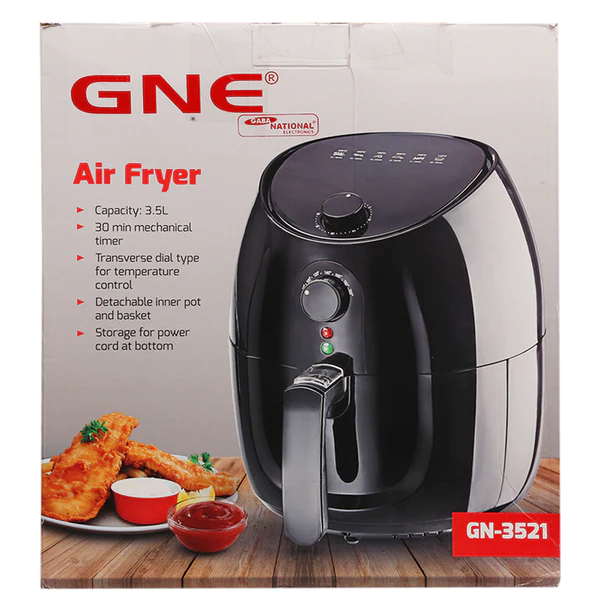 GNE®
GABA NATIONAL®
ELECTRONICS
Air Fryer
Capacity: 3.5L
30 min mechanical
timer
Transverse dial type
for temperature
control
Detachable inner pot
and basket
Storage for power
cord at bottom
GN-3521